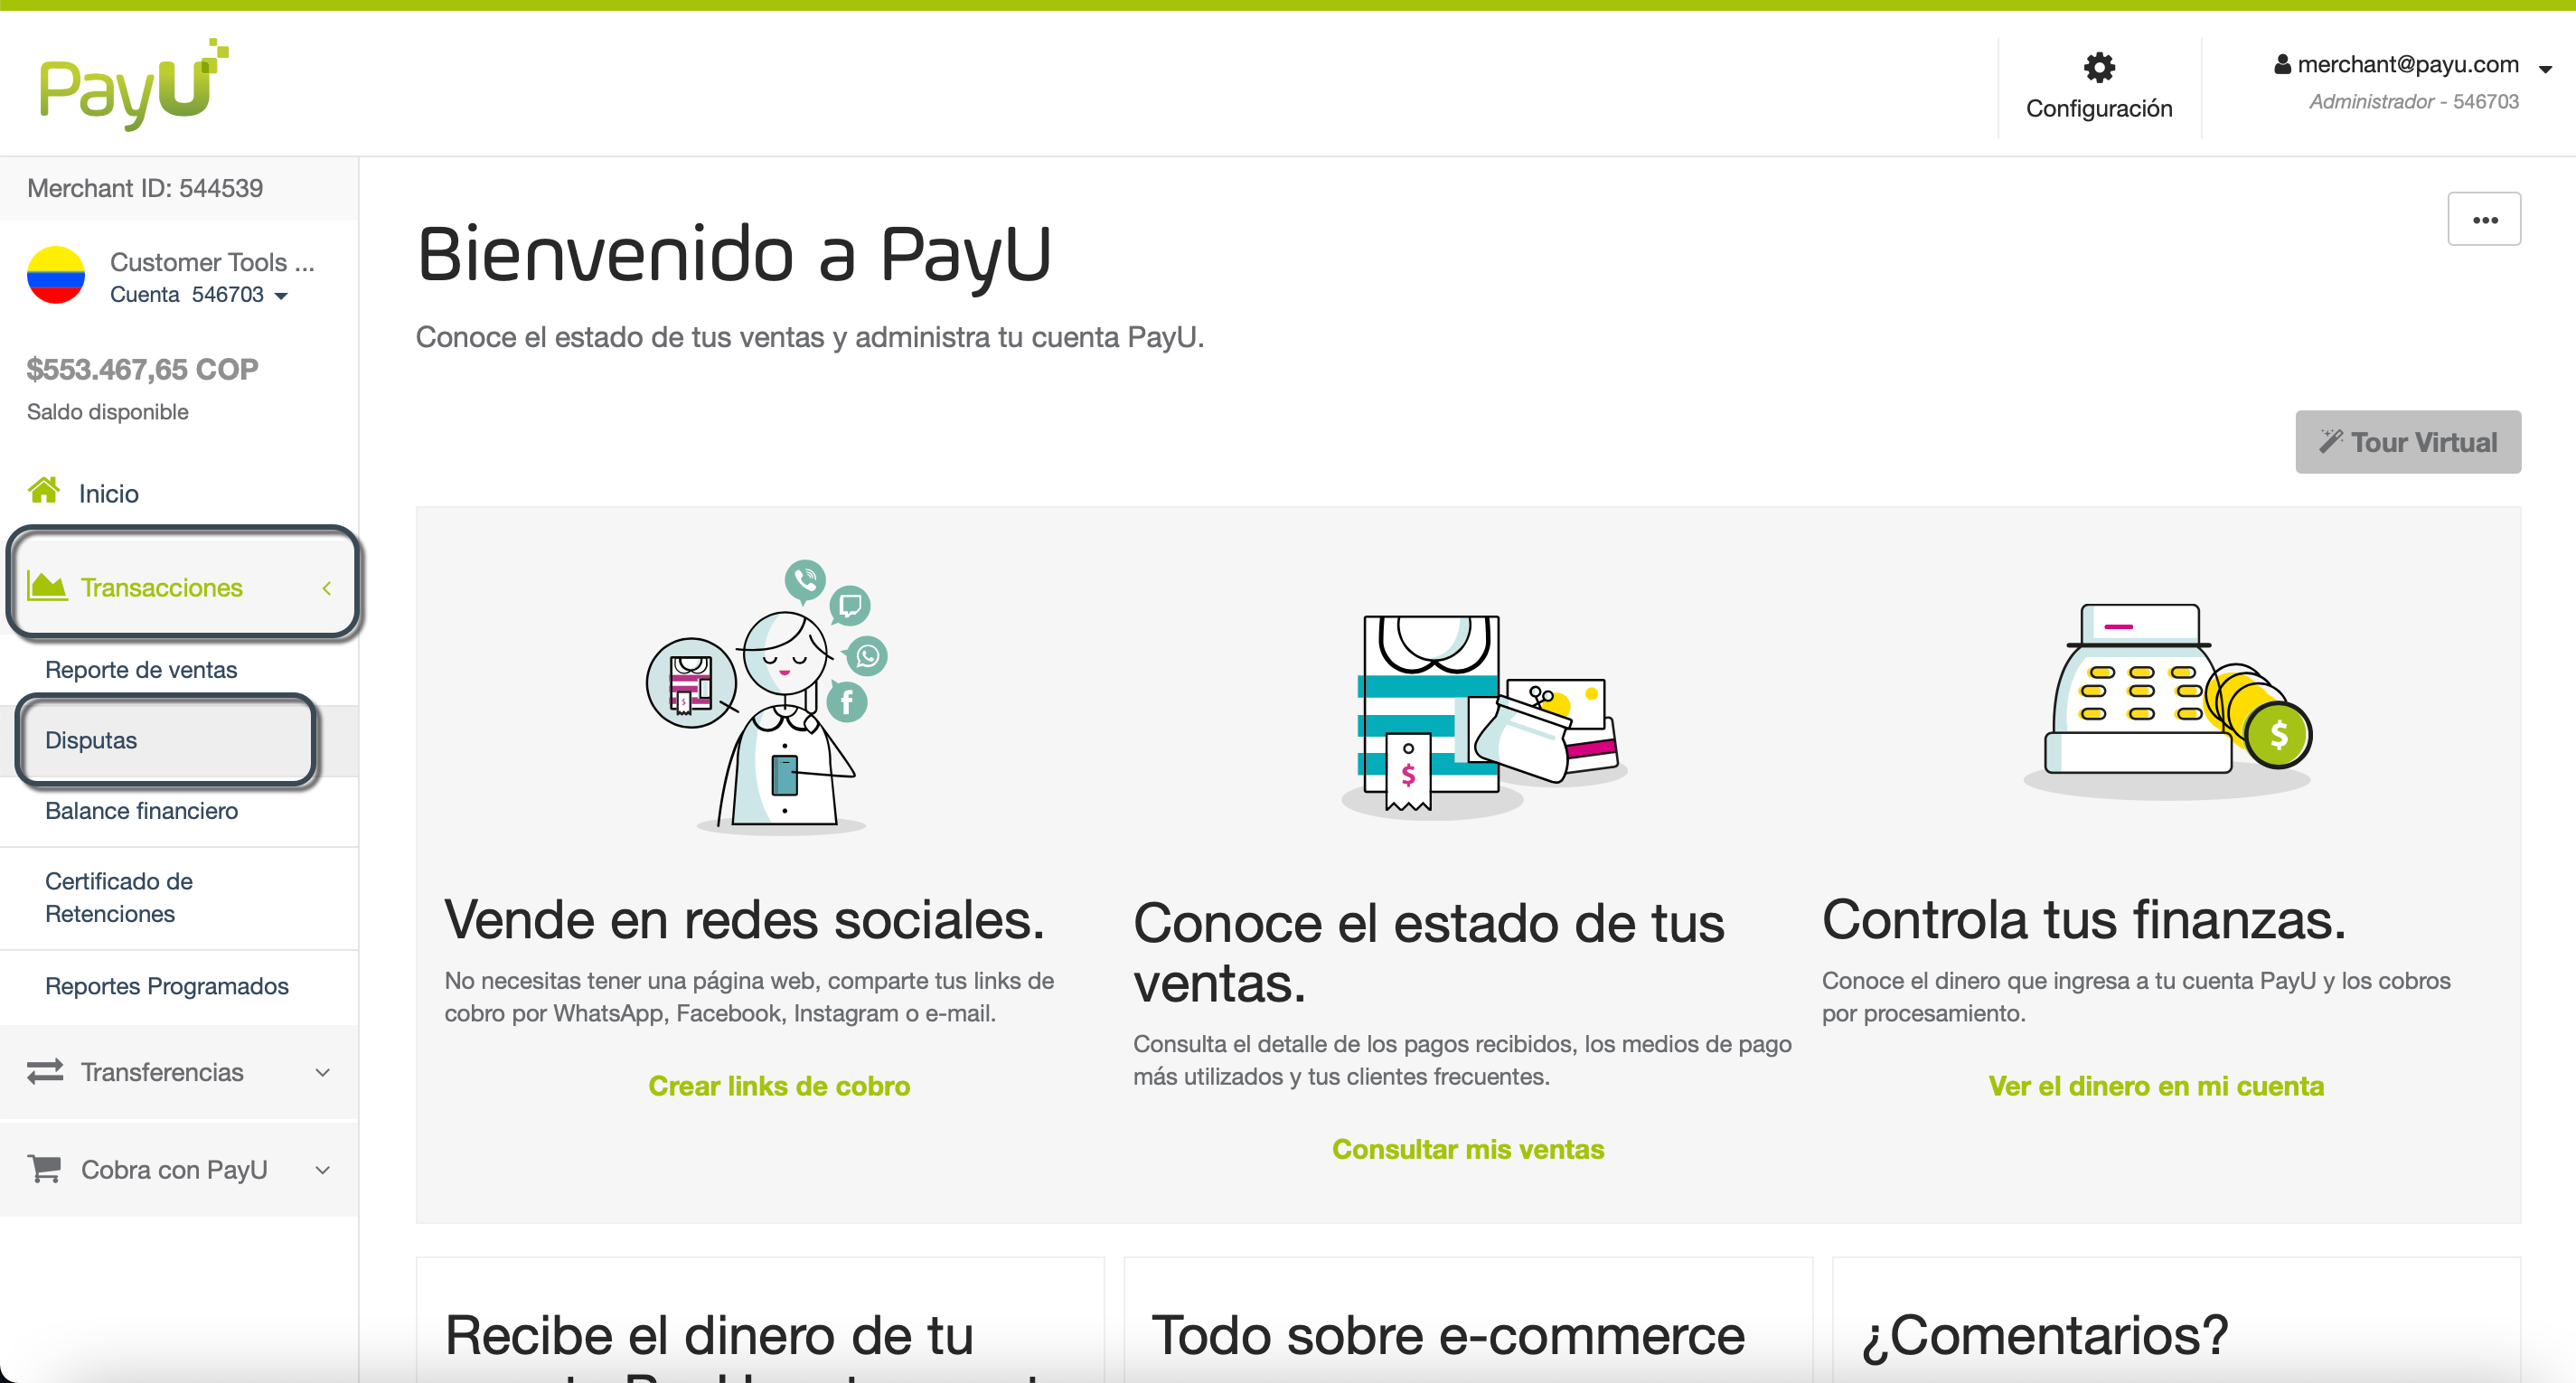 PayU
Configuración
merchant@payu.com
Administrador - 546703
Merchant ID: 544539
Customer Tools ...
Cuenta 546703
$553.467,65 COP
Saldo disponible
Inicio
Transacciones
Reporte de ventas
Disputas
Balance financiero
Certificado de
Retenciones
Reportes Programados
Transferencias
Cobra con PayU
Bienvenido a PayU
Conoce el estado de tus ventas y administra tu cuenta PayU.
Tour Virtual
Vende en redes sociales.
No necesitas tener una página web, comparte tus links de
cobro por WhatsApp, Facebook, Instagram o e-mail.
Crear links de cobro
Conoce el estado de tus
ventas.
Consulta el detalle de los pagos recibidos, los medios de pago
más utilizados y tus clientes frecuentes.
Consultar mis ventas
Controla tus finanzas.
Conoce el dinero que ingresa a tu cuenta PayU y los cobros
por procesamiento.
Ver el dinero en mi cuenta
Recibe el dinero de tu
Todo sobre e-commerce
¿Comentarios?